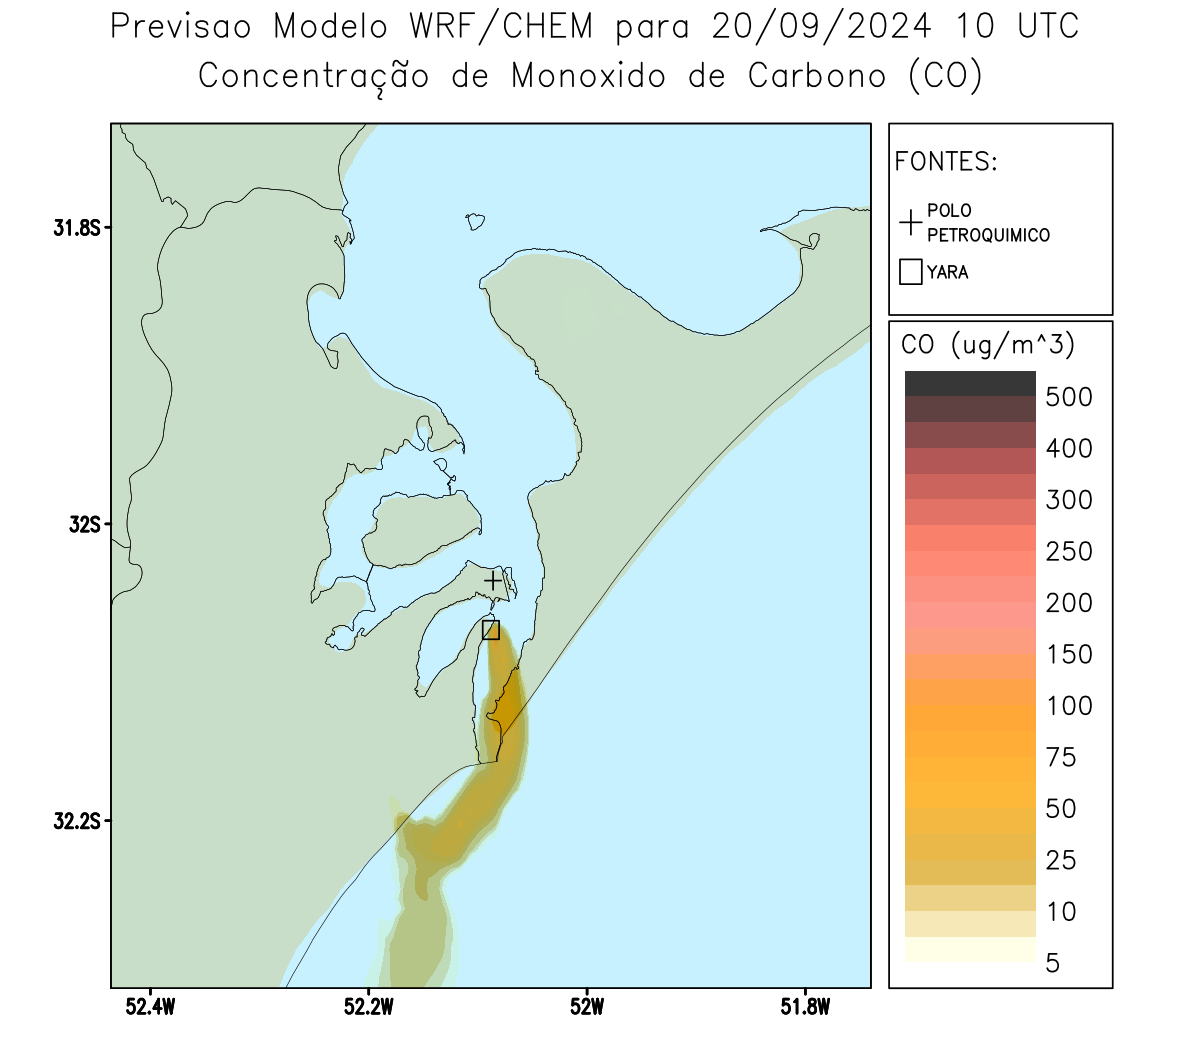 Previsao Modelo WRF/CHEM para 20/09/2024 10 UTC
Concentração de Monoxido de Carbono (CO)
FONTES:
POLO
PETROQUIMICO
YARA
31.8S
32S
32.2S
52.4W
52.2W
52W
51.8W
CO (ug/m^3)
500
400
300
250
200
150
100
75
50
25
10
5